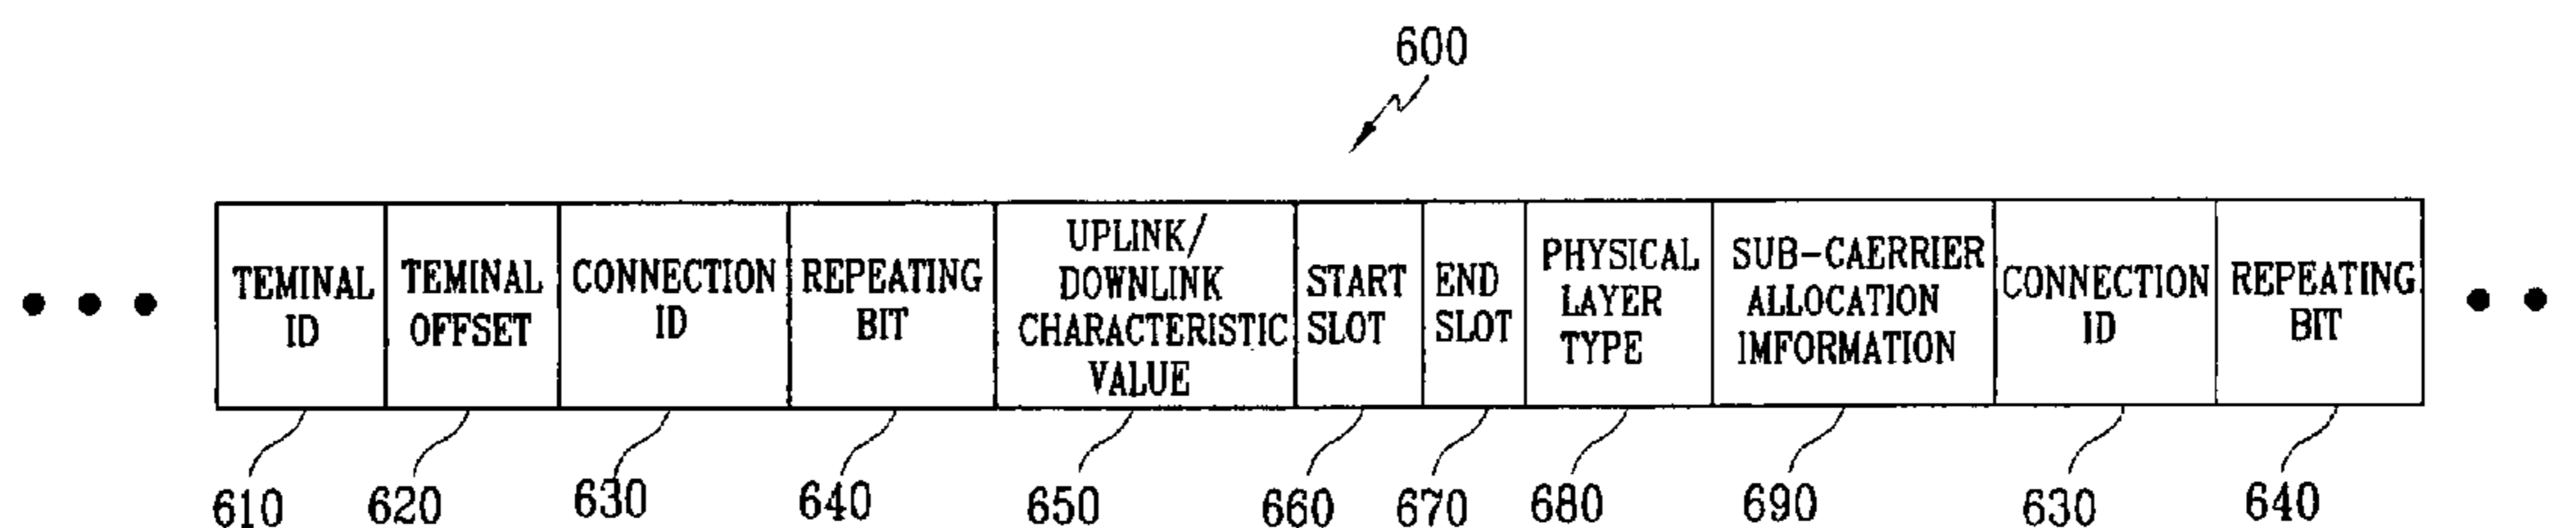 600
TEMINAL
ID
TEMINAL
OFFSET
CONNECTION
ID
REPEATING
BIT
UPLINK/
DOWNLINK
CHARACTERISTIC
VALUE
START
SLOT
END
SLOT
PHYSICAL
LAYER
TYPE
SUB-CAERRIER
ALLOCATION
IMFORMATION
CONNECTION
ID
REPEATING
BIT
610
620
630
640
650
660
670
680
690
630
640